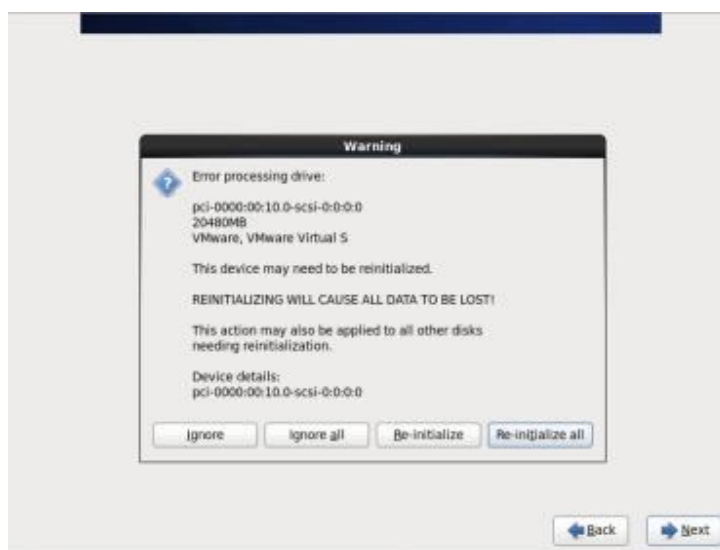 Warning
Error processing drive:
pci-0000:00:10.0-scsi-0:0:0:0
20480MB
VMware, VMware Virtual S
This device may need to be reinitialized.
REINITIALIZING WILL CAUSE ALL DATA TO BE LOST!
This action may also be applied to all other disks
needing reinitialization.
Device details:
pci-0000:00:10.0-scsi-0:0:0:0
Ignore
Ignore all
Re-initialize
Re-initialize all
Back
Next